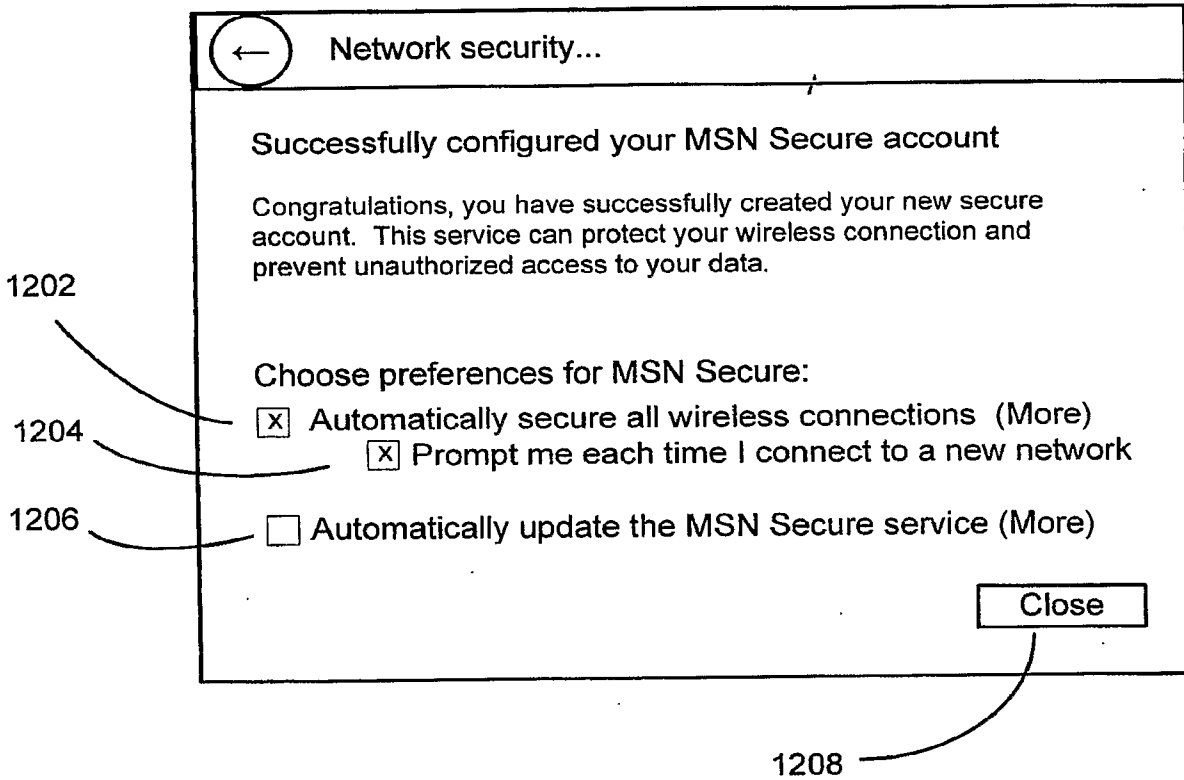 ← Network security...
Successfully configured your MSN Secure account
Congratulations, you have successfully created your new secure
account. This service can protect your wireless connection and
prevent unauthorized access to your data.
1202
Choose preferences for MSN Secure:
x Automatically secure all wireless connections (More)
1204
x Prompt me each time I connect to a new network
1206
Automatically update the MSN Secure service (More)
Close
1208